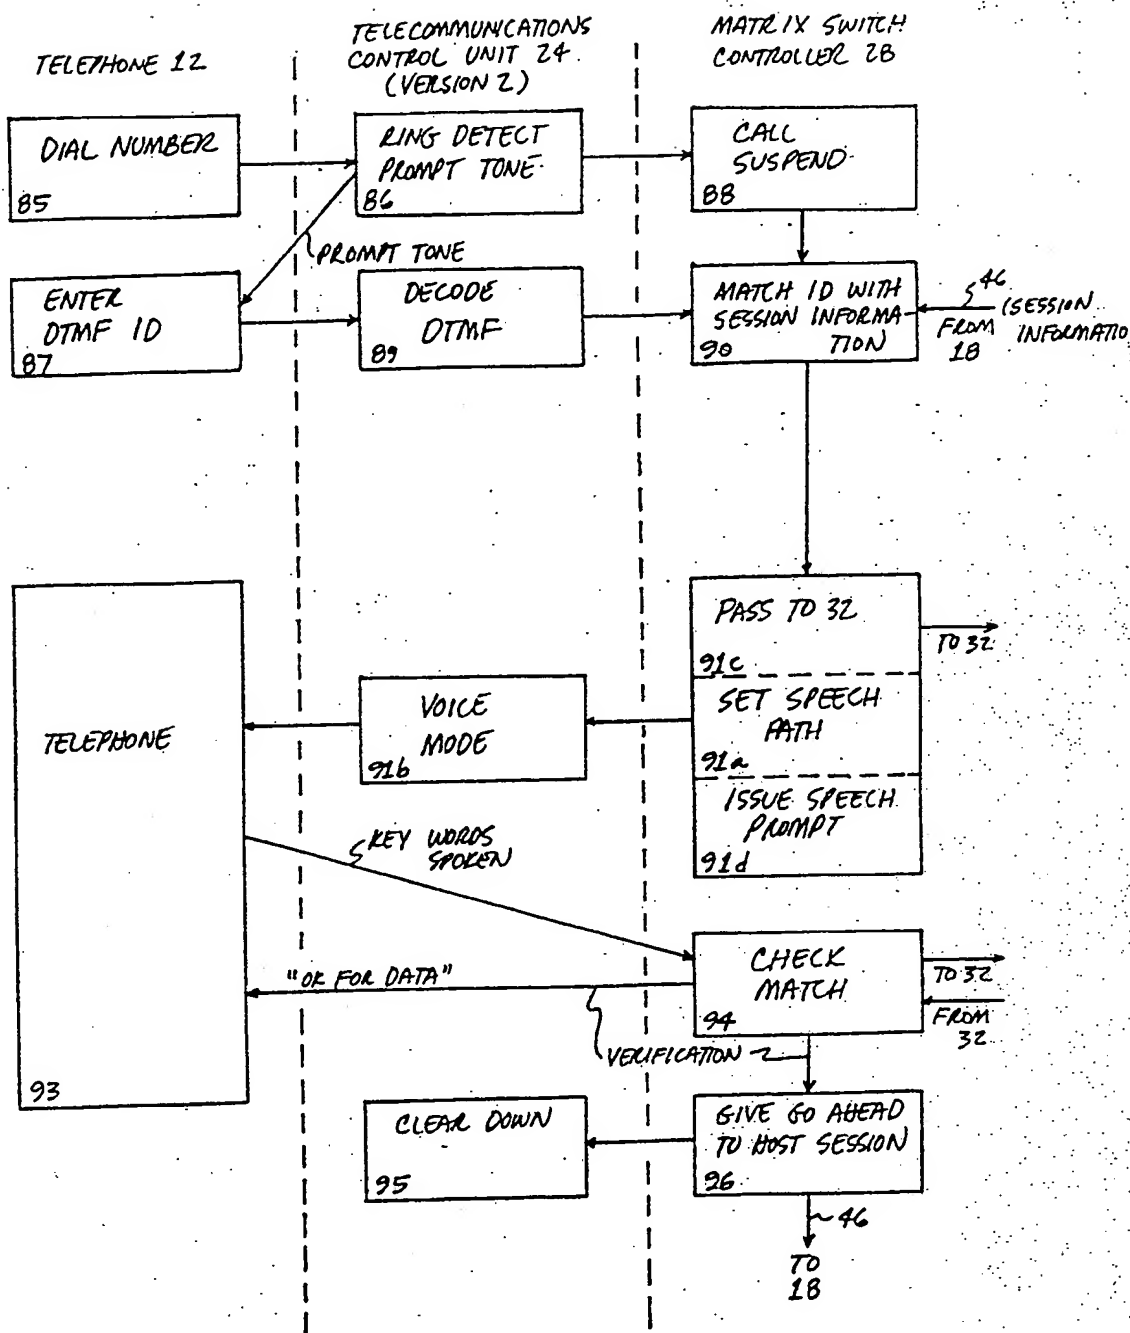 TELEPHONE 12
TELECOMMUNICATIONS
CONTROL UNIT 24
(VERSION 2)
MATRIX SWITCH
CONTROLLER 28
DIAL NUMBER
85
RING DETECT
PROMPT TONE
86
CALL
SUSPEND
88
PROMPT TONE
ENTER
DTMF ID
87
DECODE
DTMF
89
MATCH ID WITH
SESSION INFORMA-
TION
90
46
FROM
18
(SESSION
INFORMATIO
PASS TO 32
91c
TO 32
SET SPEECH
PATH
91a
ISSUE SPEECH
PROMPT
91d
VOICE
MODE
91b
TELEPHONE
93
KEY WORDS
SPOKEN
"OK FOR DATA"
CHECK
MATCH
94
TO 32
FROM
32
VERIFICATION
CLEAR DOWN
95
GIVE GO AHEAD
TO HOST SESSION
96
46
TO
18